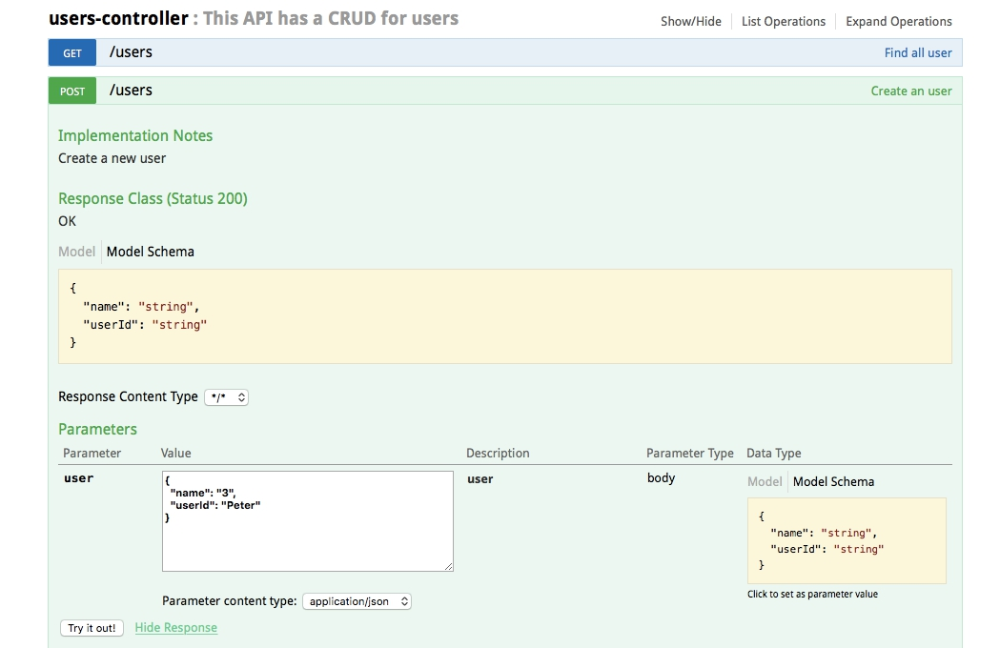 users-controller : This API has a CRUD for users
Show/Hide List Operations Expand Operations
GET /users Find all user
POST /users Create an user
Implementation Notes
Create a new user
Response Class (Status 200)
OK
Model Model Schema
{
"name": "string",
"userId": "string"
}
Response Content Type */*
Parameters
Parameter Value Description Parameter Type Data Type
user
{
"name": "3",
"userId": "Peter"
}
user
body
Model Model Schema
{
"name": "string",
"userId": "string"
}
Click to set as parameter value
Parameter content type: application/json
Try it out! Hide Response